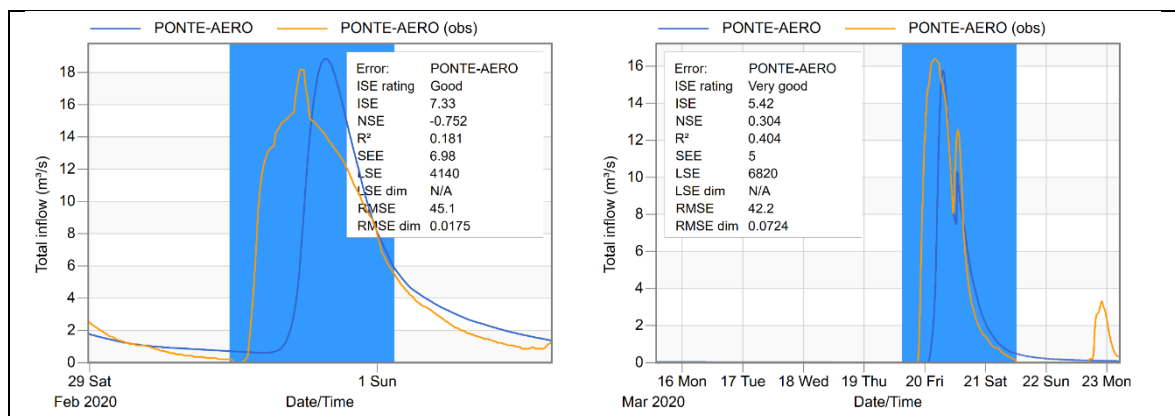 PONTE-AERO PONTE-AERO (obs)
Total inflow (m³/s)
18
16
14
12
10
8
6
4
2
0
Error: PONTE-AERO
ISE rating Good
ISE 7.33
NSE -0.752
R² 0.181
SEE 6.98
LSE 4140
LSE dim N/A
RMSE 45.1
RMSE dim 0.0175
29 Sat 1 Sun
Feb 2020 Date/Time
PONTE-AERO PONTE-AERO (obs)
Total inflow (m³/s)
16
14
12
10
8
6
4
2
0
Error: PONTE-AERO
ISE rating Very good
ISE 5.42
NSE 0.304
R² 0.404
SEE 5
LSE 6820
LSE dim N/A
RMSE 42.2
RMSE dim 0.0724
16 Mon 17 Tue 18 Wed 19 Thu 20 Fri 21 Sat 22 Sun 23 Mon
Mar 2020 Date/Time